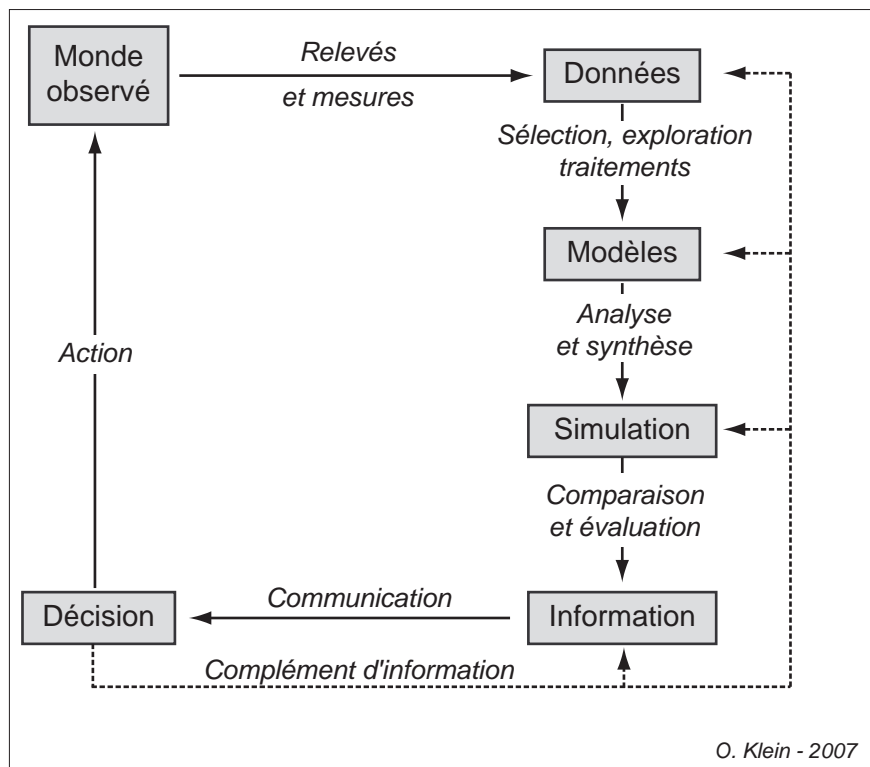 Monde
observé
Relevés
et mesures
Données
Sélection, exploration
traitements
Modèles
Analyse
et synthèse
Action
Simulation
Comparaison
et évaluation
Décision
Communication
Information
Complément d'information
O. Klein - 2007